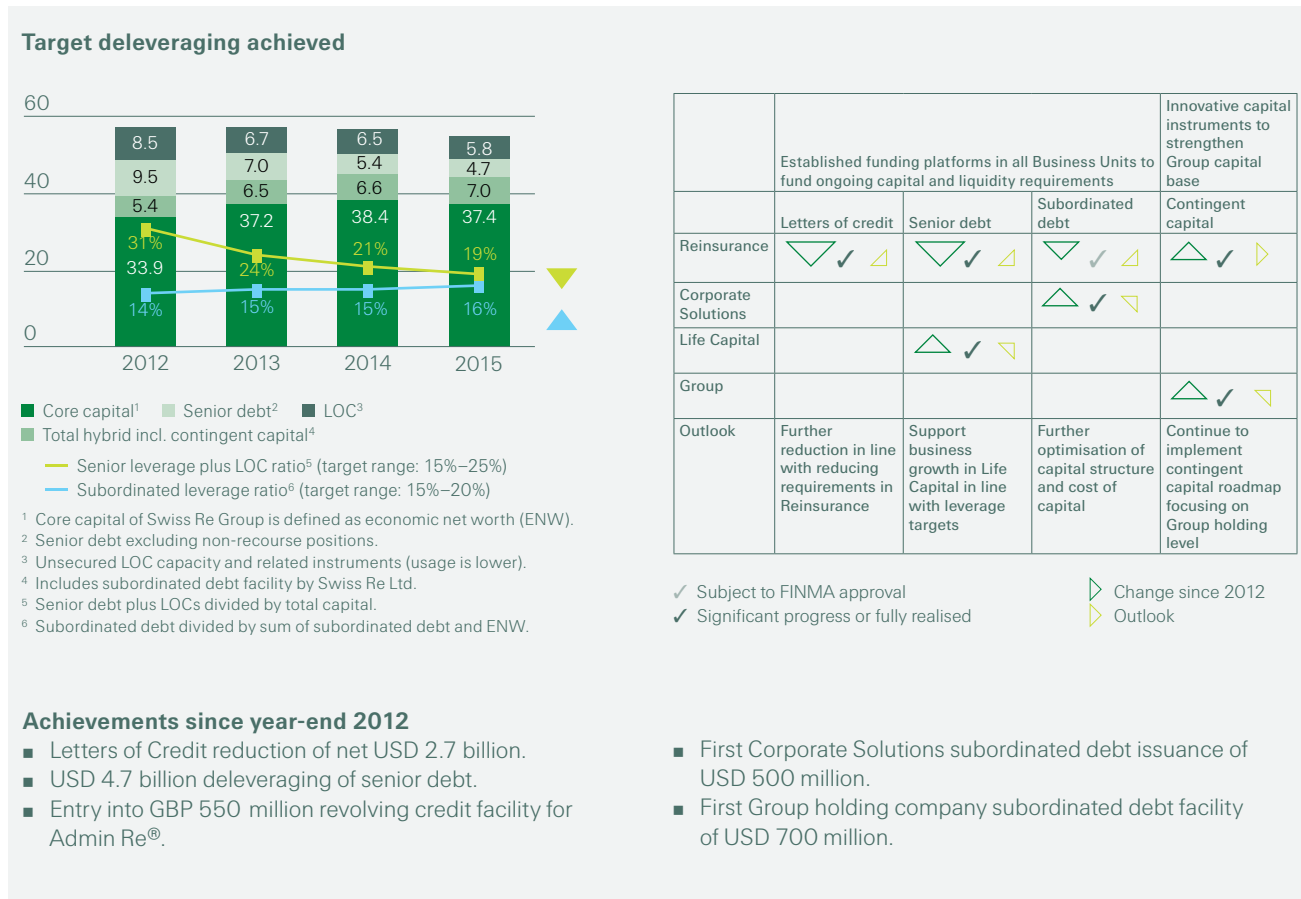 Target deleveraging achieved
60
8.5
6.7
6.5
5.8
9.5
7.0
5.4
4.7
40
5.4
6.5
6.6
7.0
37.2
38.4
37.4
31%
24%
21%
19%
20
33.9
14%
15%
15%
16%
0
2012
2013
2014
2015
Core capital¹
Senior debt²
LOC³
Total hybrid incl. contingent capital⁴
Senior leverage plus LOC ratio⁵ (target range: 15%–25%)
Subordinated leverage ratio⁶ (target range: 15%–20%)
¹ Core capital of Swiss Re Group is defined as economic net worth (ENW).
² Senior debt excluding non-recourse positions.
³ Unsecured LOC capacity and related instruments (usage is lower).
⁴ Includes subordinated debt facility by Swiss Re Ltd.
⁵ Senior debt plus LOCs divided by total capital.
⁶ Subordinated debt divided by sum of subordinated debt and ENW.
Established funding platforms in all Business Units to
fund ongoing capital and liquidity requirements
Innovative capital
instruments to
strengthen
Group capital
base
Letters of credit
Senior debt
Subordinated
debt
Contingent
capital
Reinsurance
✓
✓
✓
✓
Corporate
Solutions
✓
Life Capital
✓
Group
✓
Outlook
Further
reduction in line
with reducing
requirements in
Reinsurance
Support
business
growth in Life
Capital in line
with leverage
targets
Further
optimisation of
capital structure
and cost of
capital
Continue to
implement
contingent
capital roadmap
focusing on
Group holding
level
✓ Subject to FINMA approval
✓ Significant progress or fully realised
Change since 2012
Outlook
Achievements since year-end 2012
■ Letters of Credit reduction of net USD 2.7 billion.
■ USD 4.7 billion deleveraging of senior debt.
■ Entry into GBP 550 million revolving credit facility for
Admin Re®.
■ First Corporate Solutions subordinated debt issuance of
USD 500 million.
■ First Group holding company subordinated debt facility
of USD 700 million.